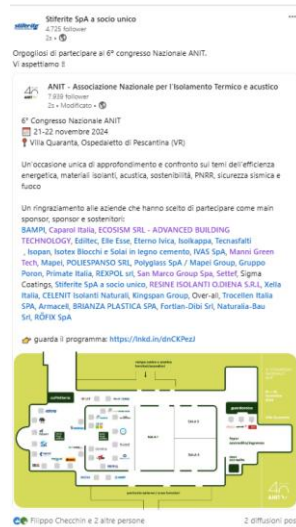 Stiferite SpA a socio unico
stiferite
4.725 follower
2s •
Orgogliosi di partecipare al 6° congresso Nazionale ANIT.
Vi aspettiamo
ANIT - Associazione Nazionale per l'Isolamento Termico e acustico
7.939 follower
2s • Modificato •
6° Congresso Nazionale ANIT
21-22 novembre 2024
Villa Quaranta, Ospedaletto di Pescantina (VR)
Un'occasione unica di approfondimento e confronto sui temi dell'efficienza
energetica, materiali isolanti, acustica, sostenibilità, PNRR, sicurezza sismica e
fuoco
Un ringraziamento alle aziende che hanno scelto di partecipare come main
sponsor, sponsor e sostenitori:
BAMPI, Caparol Italia, ECOSISM SRL - ADVANCED BUILDING
TECHNOLOGY, Ediltec, Elle Esse, Eterno Ivica, Isolkappa, Tecnasfalti
, Isopan, Isotex Blocchi e Solai in legno cemento, IVAS SPA, Manni Green
Tech, Mapei, POLIESPANSO SRL, Polyglass SpA / Mapei Group, Gruppo
Poron, Primate Italia, REXPOL srl, San Marco Group Spa, Settef, Sigma
Coatings, Stiferite SpA a socio unico, RESINE ISOLANTI O.DIENA S.R.L, Xella
Italia, CELENIT Isolanti Naturali, Kingspan Group, Over-all, Trocellen Italia
SPA, Armacell, BRIANZA PLASTICA SPA, Fortlan-Dibi Srl, Naturalia-Bau
Srl, RÖFIX SpA
guarda il programma: https://lnkd.in/dnCKPezJ
caffetteria
guardaroba
ANIT
Filippo Checchin e 2 altre persone
2 diffusioni pos